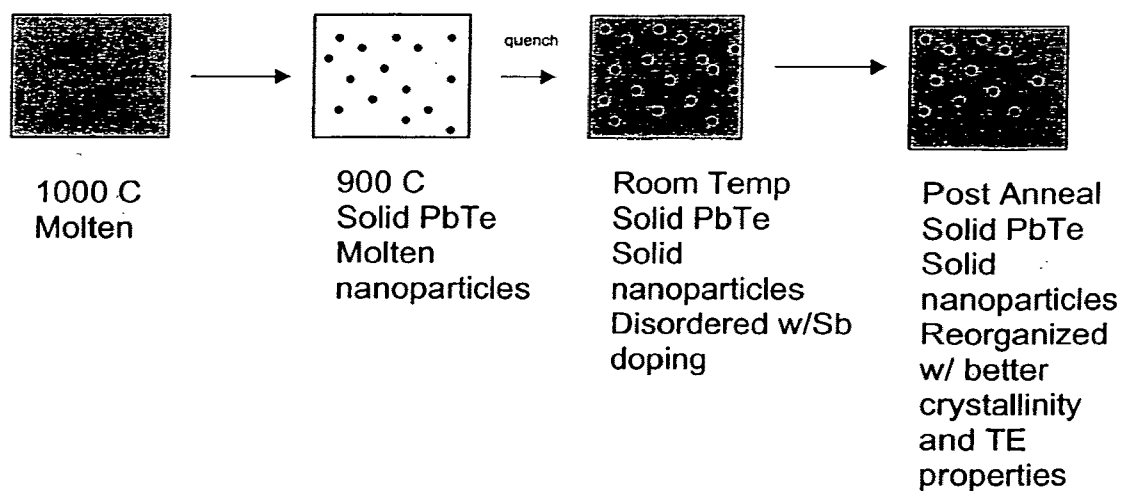 quench
1000 C
Molten
900 C
Solid PbTe
Molten
nanoparticles
Room Temp
Solid PbTe
Solid
nanoparticles
Disordered w/Sb
doping
Post Anneal
Solid PbTe
Solid
nanoparticles
Reorganized
w/ better
crystallinity
and TE
properties